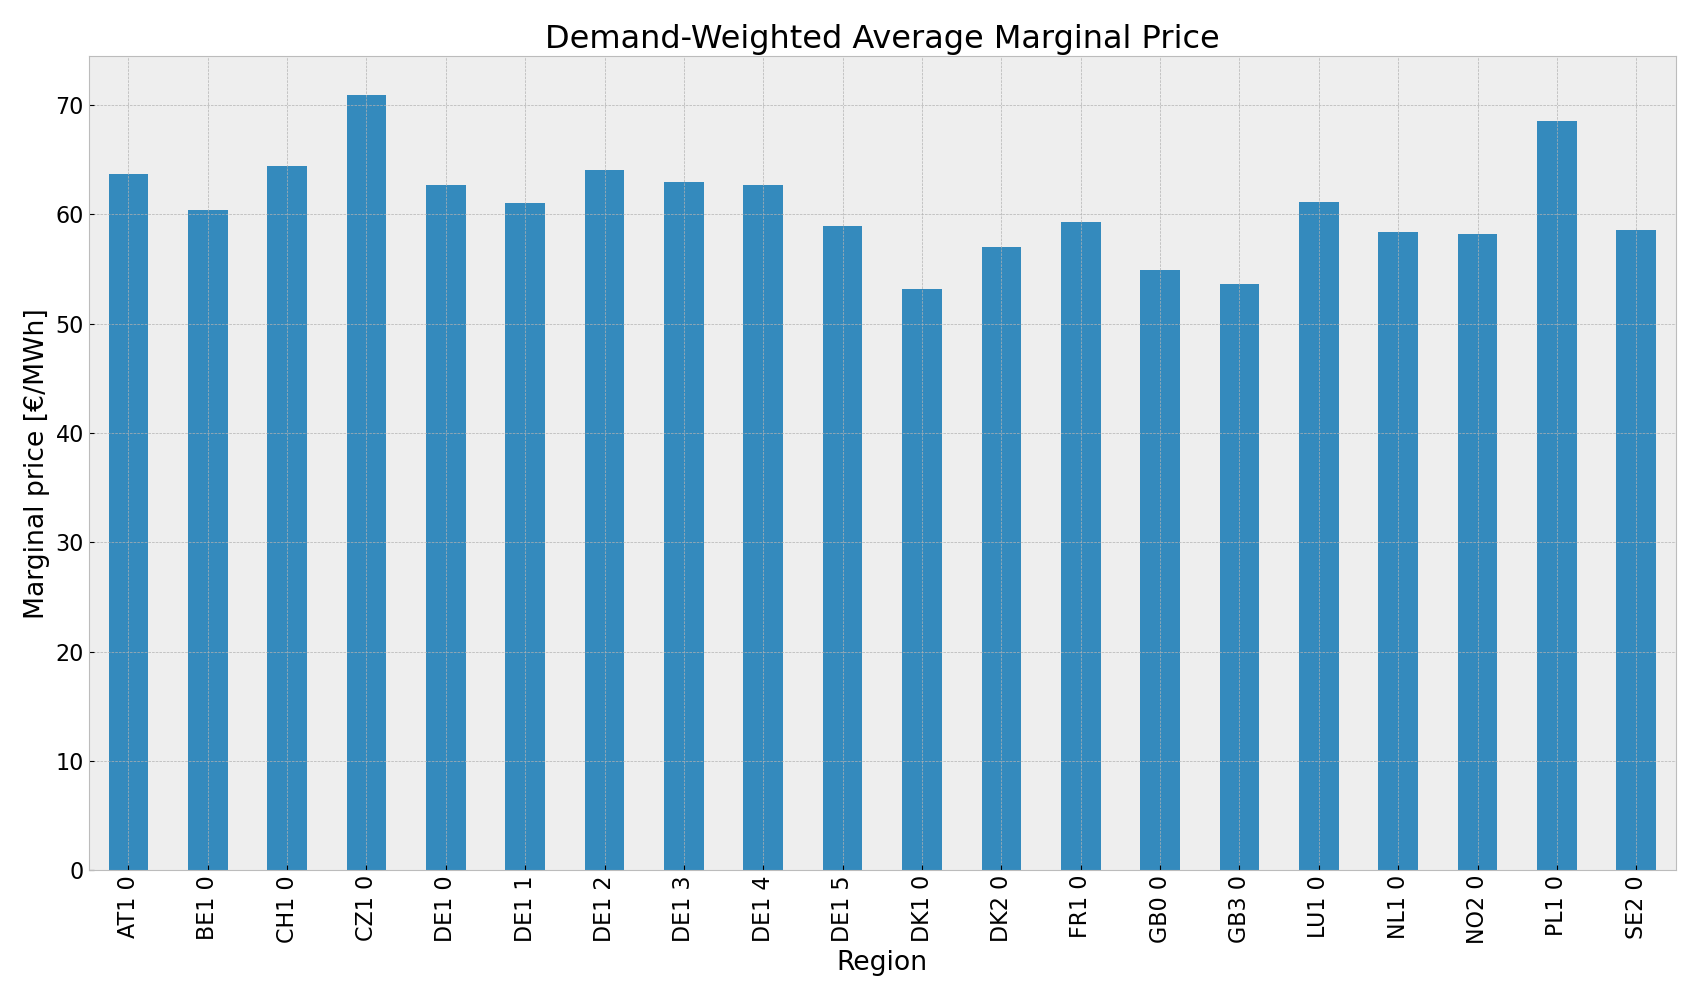 Demand-Weighted Average Marginal Price
Marginal price [€/MWh]
70
60
50
40
30
20
10
0
AT1 0
BE1 0
CH1 0
CZ1 0
DE1 0
DE1 1
DE1 2
DE1 3
DE1 4
DE1 5
DK1 0
DK2 0
FR1 0
GB0 0
GB3 0
LU1 0
NL1 0
NO2 0
PL1 0
SE2 0
Region